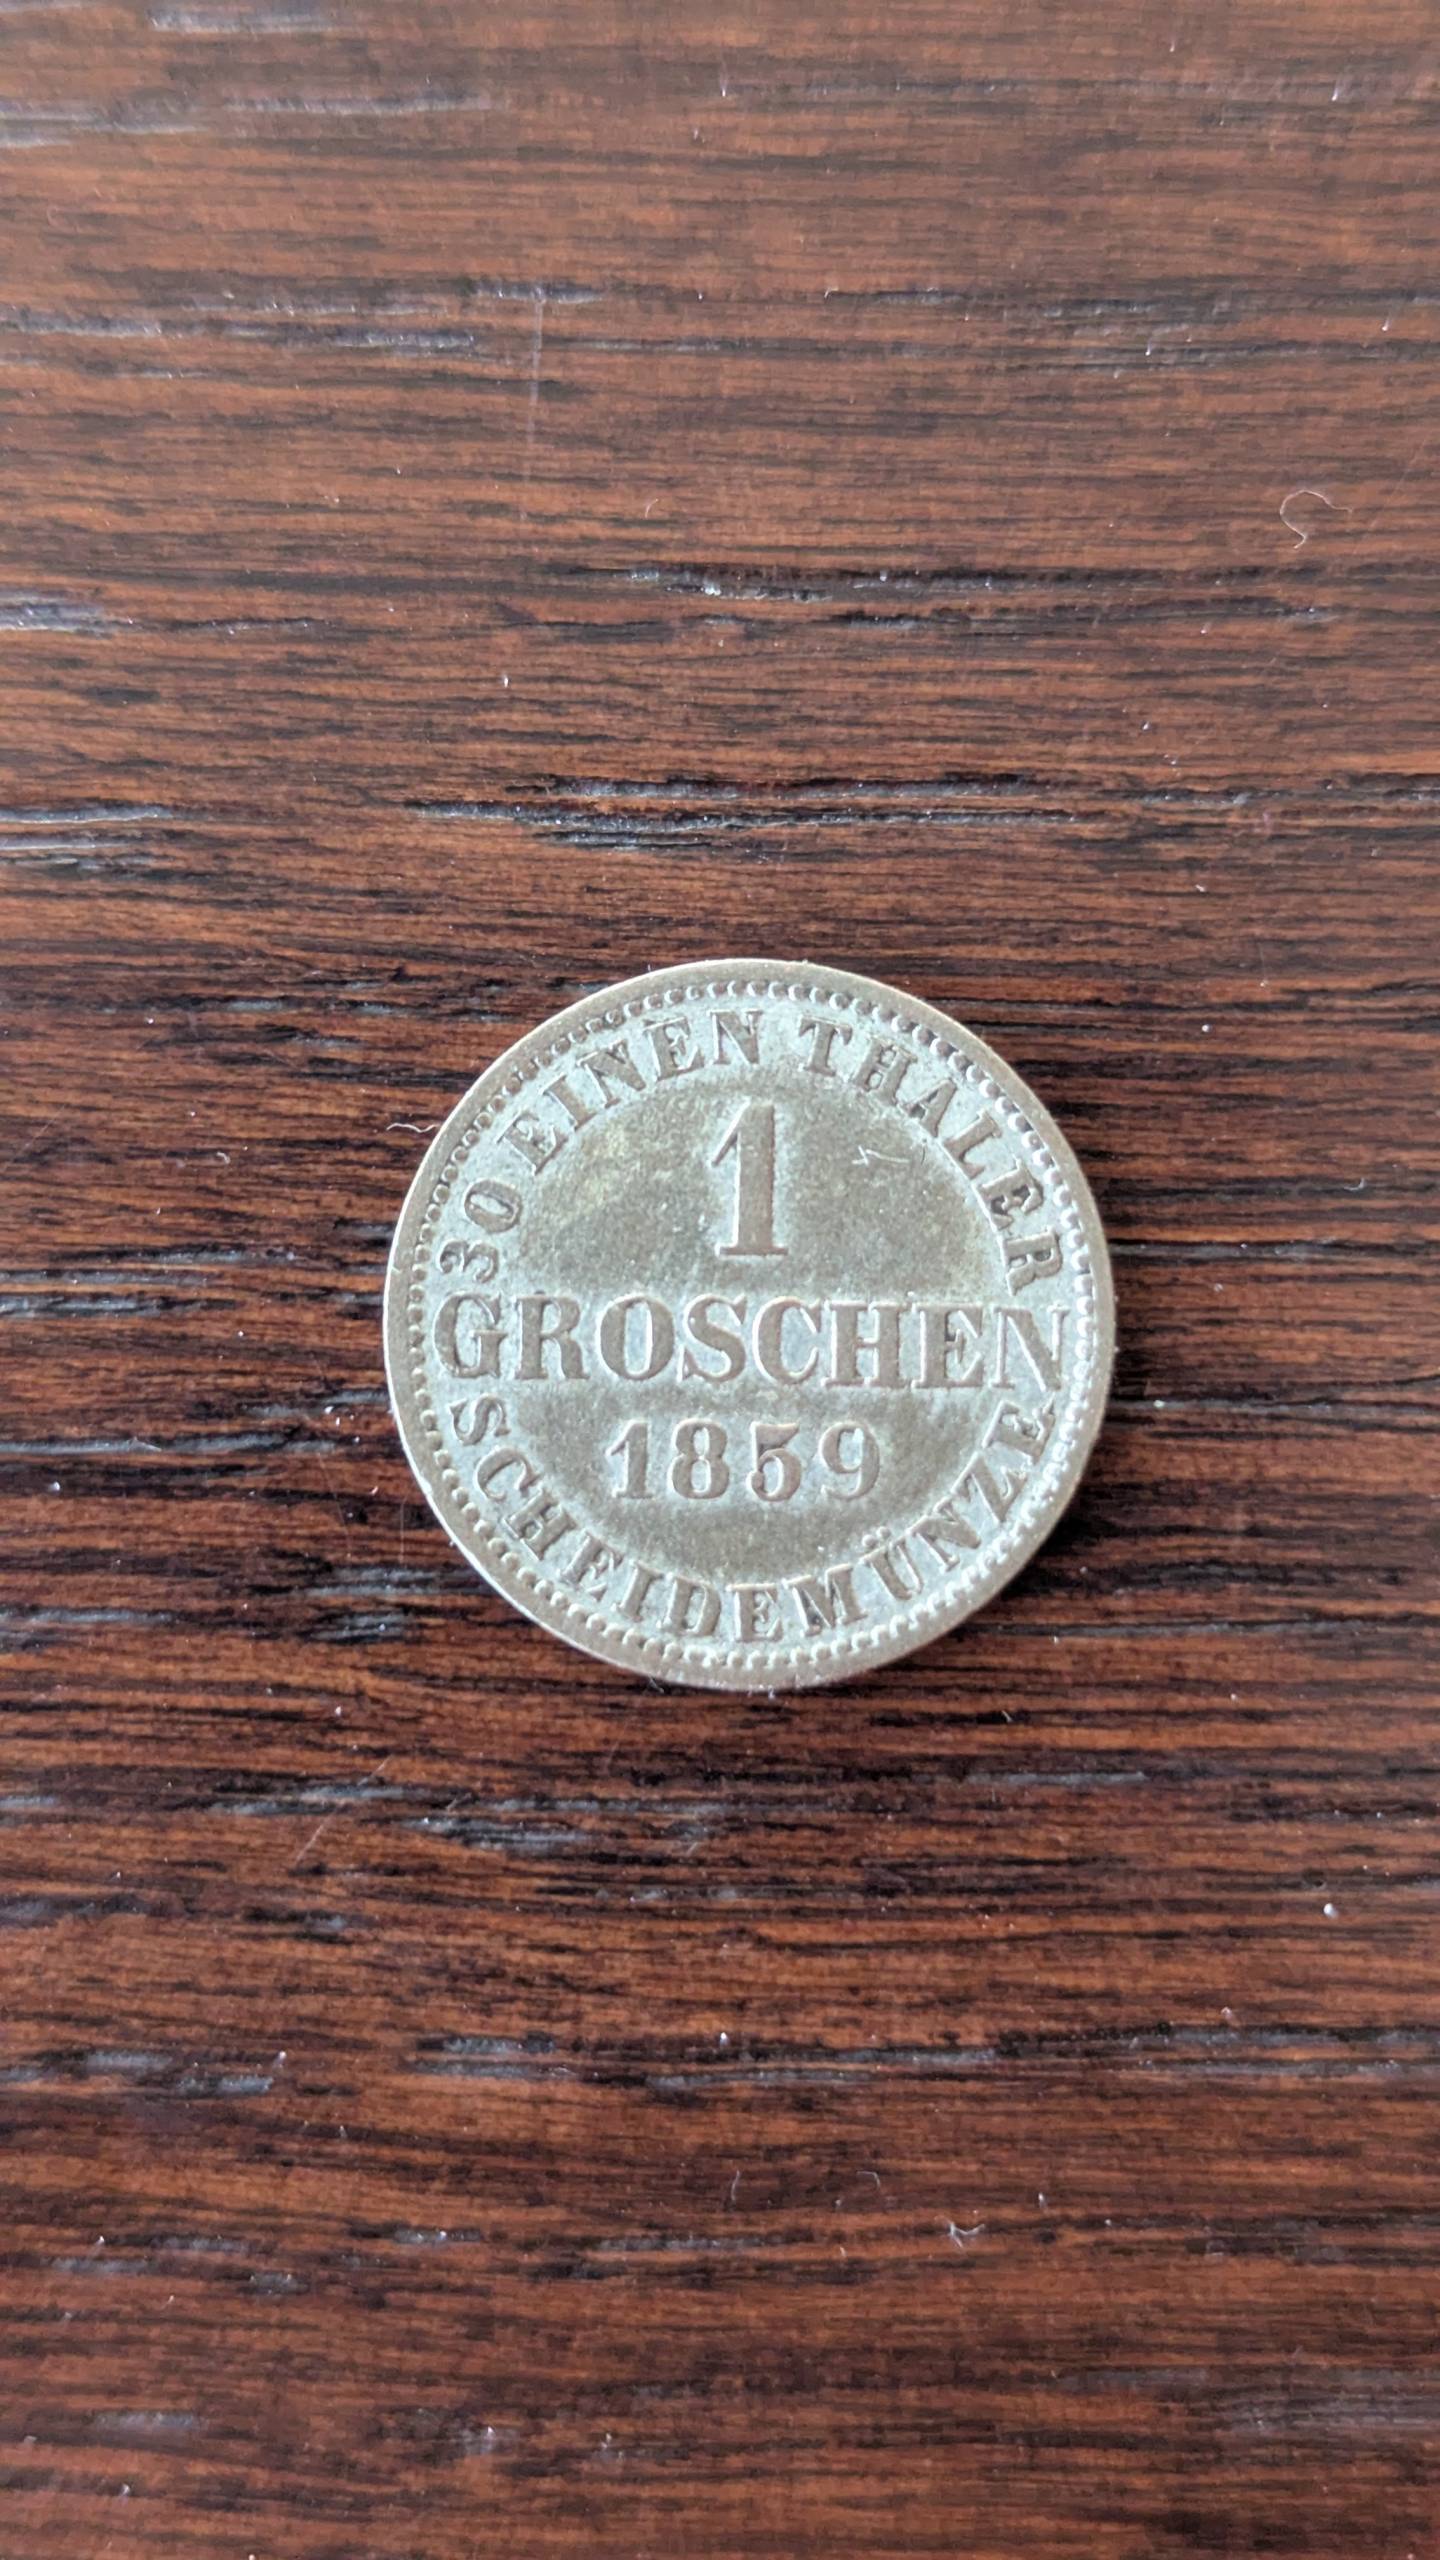 30 EINEN THALER
1
GROSCHEN
1859
SCHEIDEMÜNZE